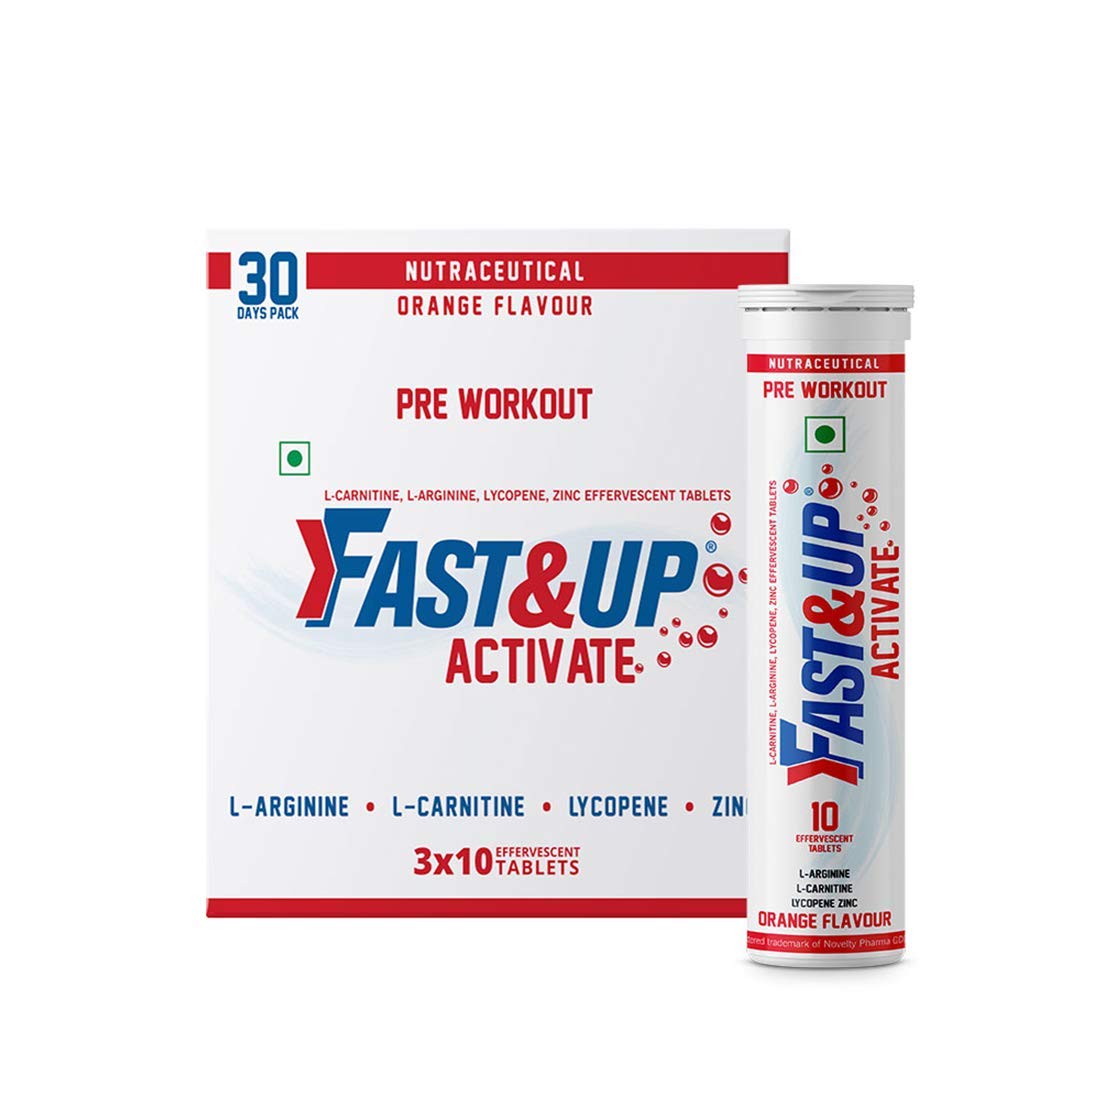 30
DAYS PACK
NUTRACEUTICAL
ORANGE FLAVOUR
PRE WORKOUT
L-CARNITINE, L-ARGININE, LYCOPENE, ZINC EFFERVESCENT TABLETS
FAST&UP®
ACTIVATE
L-ARGININE • L-CARNITINE • LYCOPENE •
3x10 EFFERVESCENT
TABLETS
NUTRACEUTICAL
PRE WORKOUT
L-CARNITINE, L-ARGININE, LYCOPENE, ZINC EFFERVESCENT TABLETS
FAST&UP®
ACTIVATE
10
EFFERVESCENT
TABLETS
L-ARGININE
L-CARNITINE
LYCOPENE ZINC
ORANGE FLAVOUR
trademark of Novelty Pharma